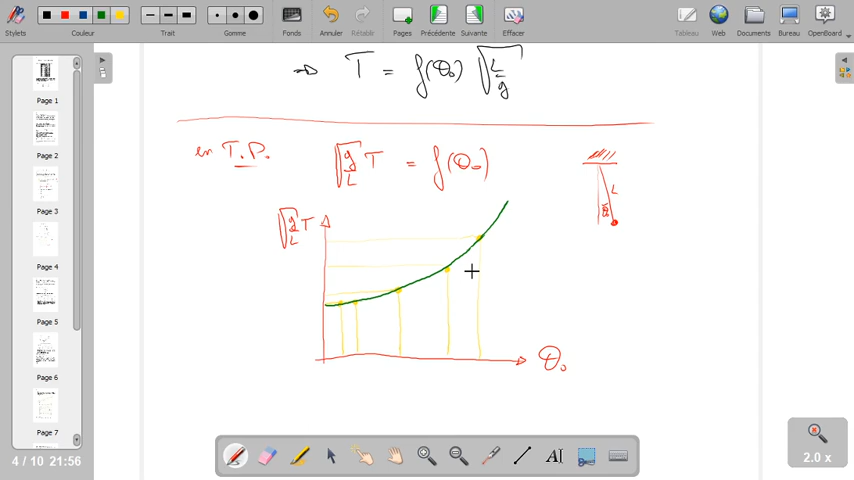 Stylets
Couleur
Trait
Gomme
Fonds
Annuler
Rétablir
Pages
Précédente
Suivante
Effacer
Tableau
Web
Documents
Bureau
OpenBoard
Page 1
Page 2
Page 3
Page 4
Page 5
Page 6
Page 7
⇒ T = f(θ₀) √(L/g)
en T.P. √(g/L) T = f(θ₀)
L
θ₀
√(g/L) T
θ₀
4 / 10 21:56
2.0 x